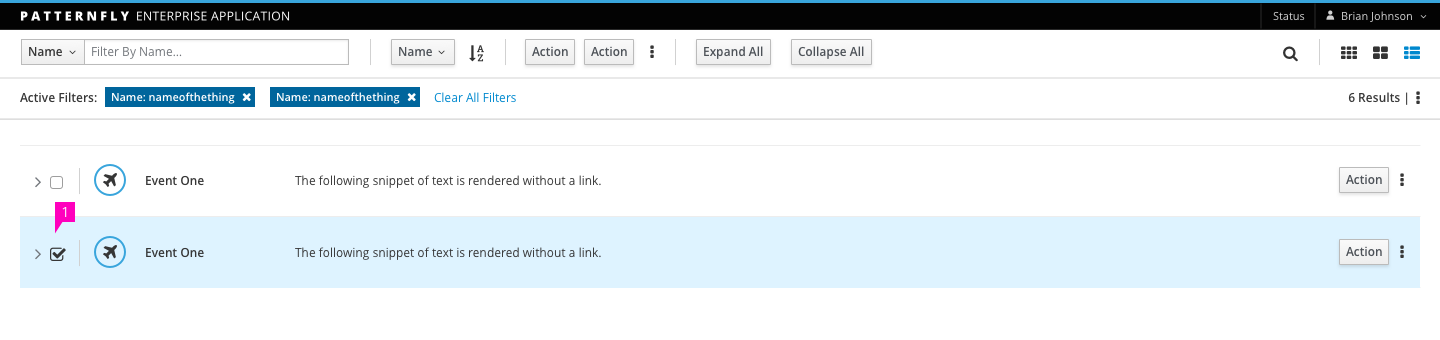 PATTERNFLY ENTERPRISE APPLICATION Status Brian Johnson
Name Filter By Name... Name A Z Action Action Expand All Collapse All
Active Filters: Name: nameofthething Name: nameofthething Clear All Filters 6 Results |
Event One The following snippet of text is rendered without a link. Action
1
Event One The following snippet of text is rendered without a link. Action